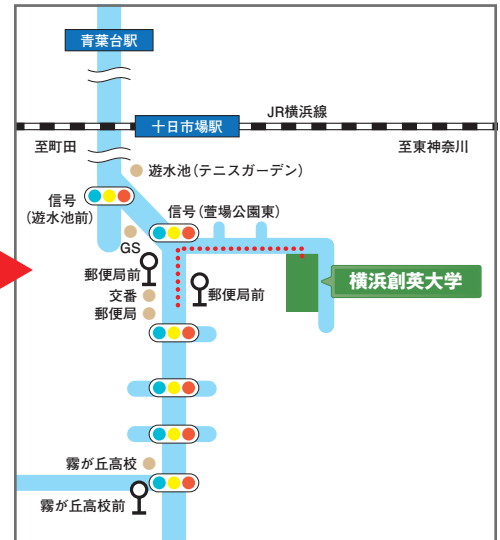 青葉台駅
JR横浜線
十日市場駅
至町田
至東神奈川
遊水池(テニスガーデン)
信号
(遊水池前)
信号(萱場公園東)
GS
郵便局前
郵便局前
交番
郵便局
横浜創英大学
霧が丘高校
霧が丘高校前